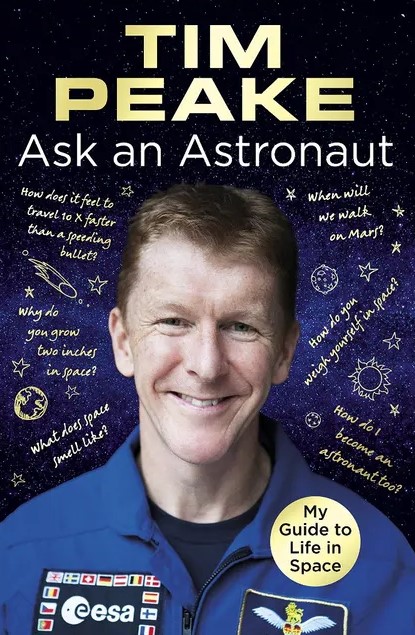 TIM
PEAKE
Ask an Astronaut
How does it feel to
travel 10 x faster
than a speeding
bullet?
When will
we walk
on Mars?
Why do
you grow
two inches
in space?
How do you
weigh yourself in space?
What does space
smell like?
How do I
become an
astronaut too?
My
Guide to
Life in
Space
esa